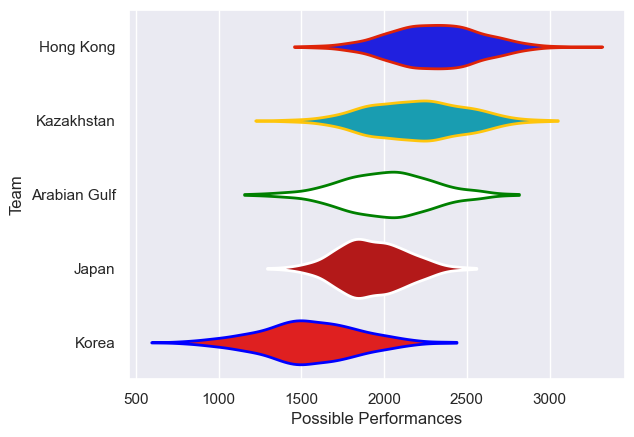 Hong Kong
Kazakhstan
Arabian Gulf
Japan
Korea
Team
500 1000 1500 2000 2500 3000
Possible Performances